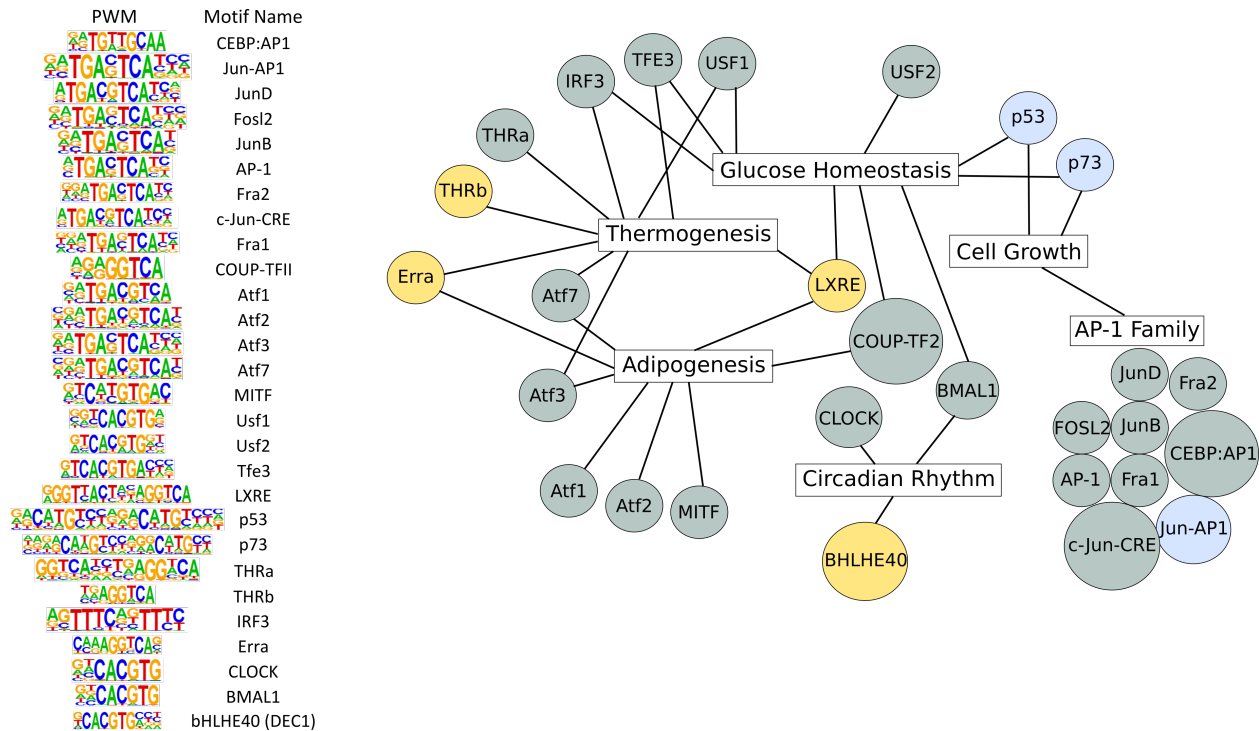 PWM Motif Name
CEBP:AP1
Jun-AP1
JunD
Fosl2
JunB
AP-1
Fra2
c-Jun-CRE
Fra1
COUP-TFII
Atf1
Atf2
Atf3
Atf7
MITF
Usf1
Usf2
Tfe3
LXRE
p53
p73
THRa
THRb
IRF3
Erra
CLOCK
BMAL1
bHLHE40 (DEC1)
IRF3
TFE3
USF1
USF2
p53
p73
THRa
THRb
Glucose Homeostasis
Thermogenesis
Cell Growth
Erra
Atf7
LXRE
AP-1 Family
COUP-TF2
Adipogenesis
Atf3
BMAL1
CLOCK
JunD
Fra2
FOSL2
JunB
CEBP:AP1
AP-1
Fra1
Circadian Rhythm
Atf1
Atf2
MITF
Jun-AP1
c-Jun-CRE
BHLHE40